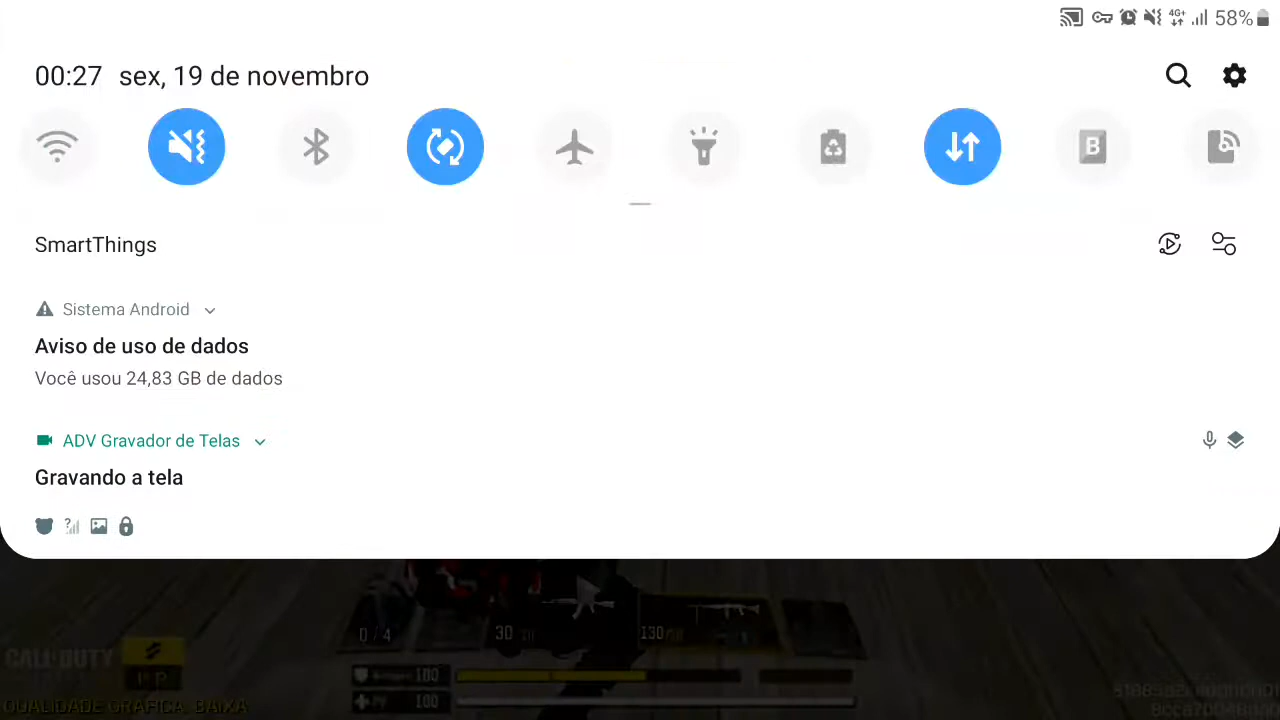 4G+ 58%
00:27 sex, 19 de novembro
B
SmartThings
Sistema Android
Aviso de uso de dados
Você usou 24,83 GB de dados
ADV Gravador de Telas
Gravando a tela
?
0 / 4
30
130
CALL OF DUTY
100
100
QUALIDADE GRÁFICA: BAIXA